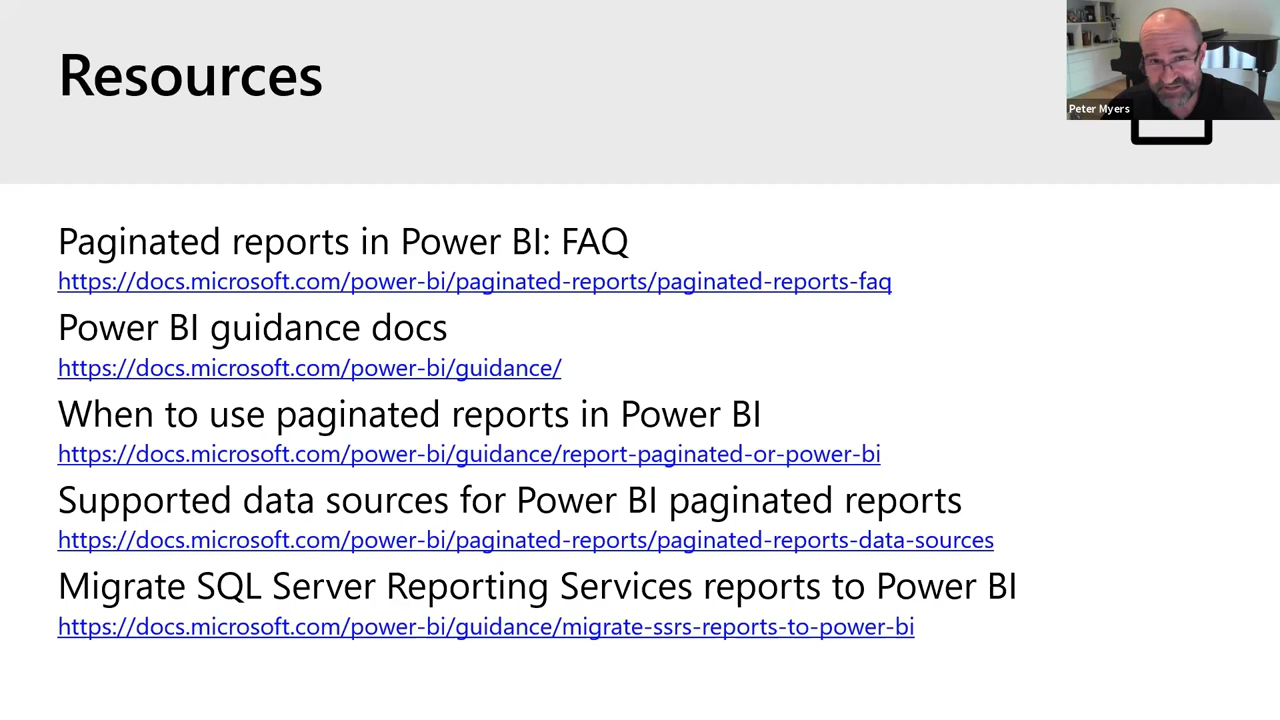 Resources
Peter Myers
Paginated reports in Power BI: FAQ
https://docs.microsoft.com/power-bi/paginated-reports/paginated-reports-faq
Power BI guidance docs
https://docs.microsoft.com/power-bi/guidance/
When to use paginated reports in Power BI
https://docs.microsoft.com/power-bi/guidance/report-paginated-or-power-bi
Supported data sources for Power BI paginated reports
https://docs.microsoft.com/power-bi/paginated-reports/paginated-reports-data-sources
Migrate SQL Server Reporting Services reports to Power BI
https://docs.microsoft.com/power-bi/guidance/migrate-ssrs-reports-to-power-bi